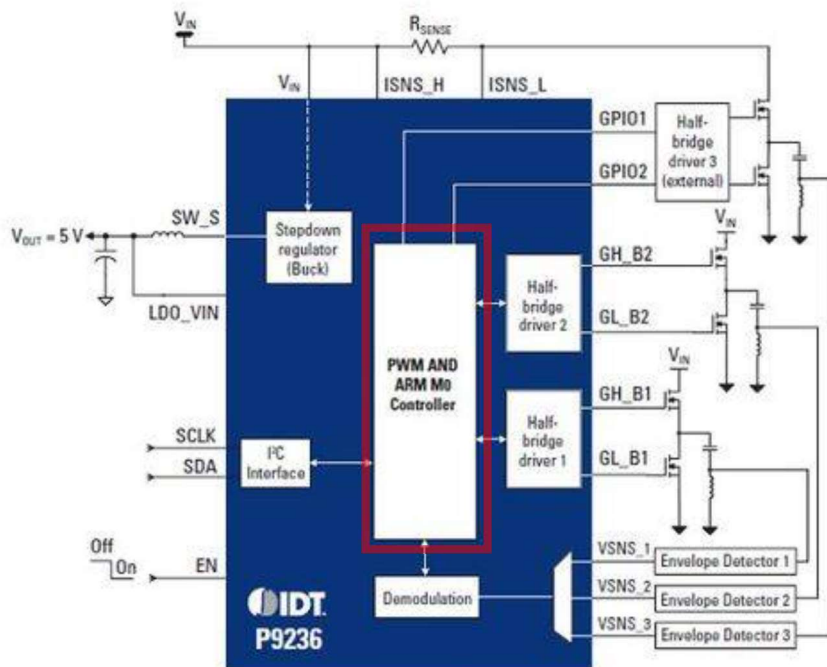 VIN
RSENSE
VIN
ISNS_H
ISNS_L
GPIO1
GPIO2
Half-
bridge
driver 3
(external)
SW_S
VOUT = 5 V
Stepdown
regulator
(Buck)
LDO_VIN
VIN
GH_B2
Half-
bridge
driver 2
GL_B2
PWM AND
ARM M0
Controller
VIN
GH_B1
Half-
bridge
driver 1
GL_B1
SCLK
SDA
I²C
Interface
Off
On
EN
VSNS_1
Envelope Detector 1
VSNS_2
Envelope Detector 2
VSNS_3
Envelope Detector 3
Demodulation
IDT.
P9236